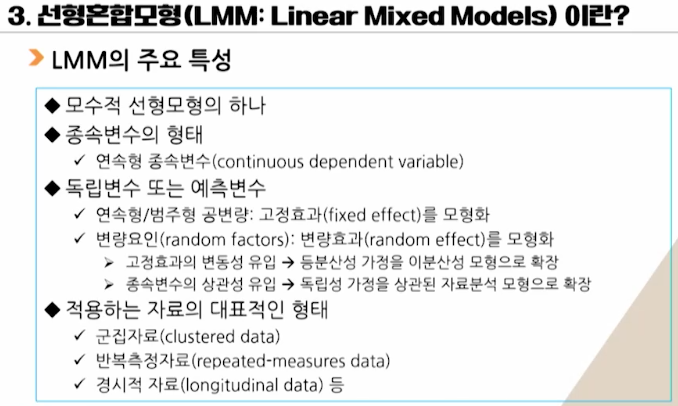 3. 선형혼합모형(LMM: Linear Mixed Models) 이란?
LMM의 주요 특성
◆ 모수적 선형모형의 하나
◆ 종속변수의 형태
✓ 연속형 종속변수(continuous dependent variable)
◆ 독립변수 또는 예측변수
✓ 연속형/범주형 공변량: 고정효과(fixed effect)를 모형화
✓ 변량요인(random factors): 변량효과(random effect)를 모형화
➢ 고정효과의 변동성 유입 → 등분산성 가정을 이분산성 모형으로 확장
➢ 종속변수의 상관성 유입 → 독립성 가정을 상관된 자료분석 모형으로 확장
◆ 적용하는 자료의 대표적인 형태
✓ 군집자료(clustered data)
✓ 반복측정자료(repeated-measures data)
✓ 경시적 자료(longitudinal data) 등